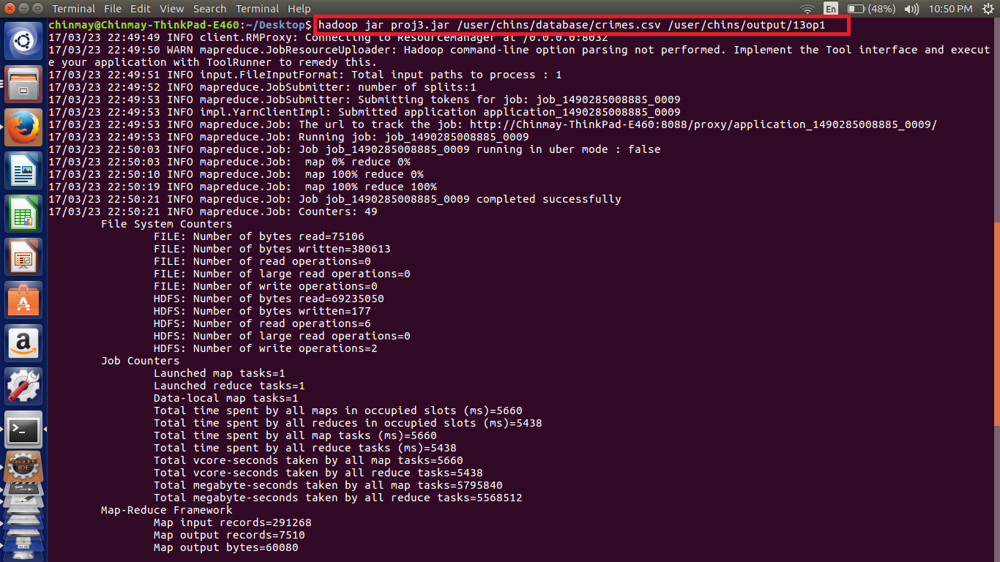 Terminal File Edit View Search Terminal Help En (48%) 10:50 PM
chinmay@Chinmay-ThinkPad-E460:~/Desktop$ hadoop jar proj3.jar /user/chins/database/crimes.csv /user/chins/output/13op1
17/03/23 22:49:49 INFO client.RMProxy: Connecting to ResourceManager at /0.0.0.0:8032
17/03/23 22:49:50 WARN mapreduce.JobResourceUploader: Hadoop command-line option parsing not performed. Implement the Tool interface and execut
e your application with ToolRunner to remedy this.
17/03/23 22:49:51 INFO input.FileInputFormat: Total input paths to process : 1
17/03/23 22:49:52 INFO mapreduce.JobSubmitter: number of splits:1
17/03/23 22:49:53 INFO mapreduce.JobSubmitter: Submitting tokens for job: job_1490285008885_0009
17/03/23 22:49:53 INFO impl.YarnClientImpl: Submitted application application_1490285008885_0009
17/03/23 22:49:53 INFO mapreduce.Job: The url to track the job: http://Chinmay-ThinkPad-E460:8088/proxy/application_1490285008885_0009/
17/03/23 22:49:53 INFO mapreduce.Job: Running job: job_1490285008885_0009
17/03/23 22:50:03 INFO mapreduce.Job: Job job_1490285008885_0009 running in uber mode : false
17/03/23 22:50:03 INFO mapreduce.Job:  map 0% reduce 0%
17/03/23 22:50:10 INFO mapreduce.Job:  map 100% reduce 0%
17/03/23 22:50:19 INFO mapreduce.Job:  map 100% reduce 100%
17/03/23 22:50:21 INFO mapreduce.Job: Job job_1490285008885_0009 completed successfully
17/03/23 22:50:21 INFO mapreduce.Job: Counters: 49
File System Counters
FILE: Number of bytes read=75106
FILE: Number of bytes written=380613
FILE: Number of read operations=0
FILE: Number of large read operations=0
FILE: Number of write operations=0
HDFS: Number of bytes read=69235050
HDFS: Number of bytes written=177
HDFS: Number of read operations=6
HDFS: Number of large read operations=0
HDFS: Number of write operations=2
Job Counters
Launched map tasks=1
Launched reduce tasks=1
Data-local map tasks=1
Total time spent by all maps in occupied slots (ms)=5660
Total time spent by all reduces in occupied slots (ms)=5438
Total time spent by all map tasks (ms)=5660
Total time spent by all reduce tasks (ms)=5438
Total vcore-seconds taken by all map tasks=5660
Total vcore-seconds taken by all reduce tasks=5438
Total megabyte-seconds taken by all map tasks=5795840
Total megabyte-seconds taken by all reduce tasks=5568512
Map-Reduce Framework
Map input records=291268
Map output records=7510
Map output bytes=60080
Java EE
IDE